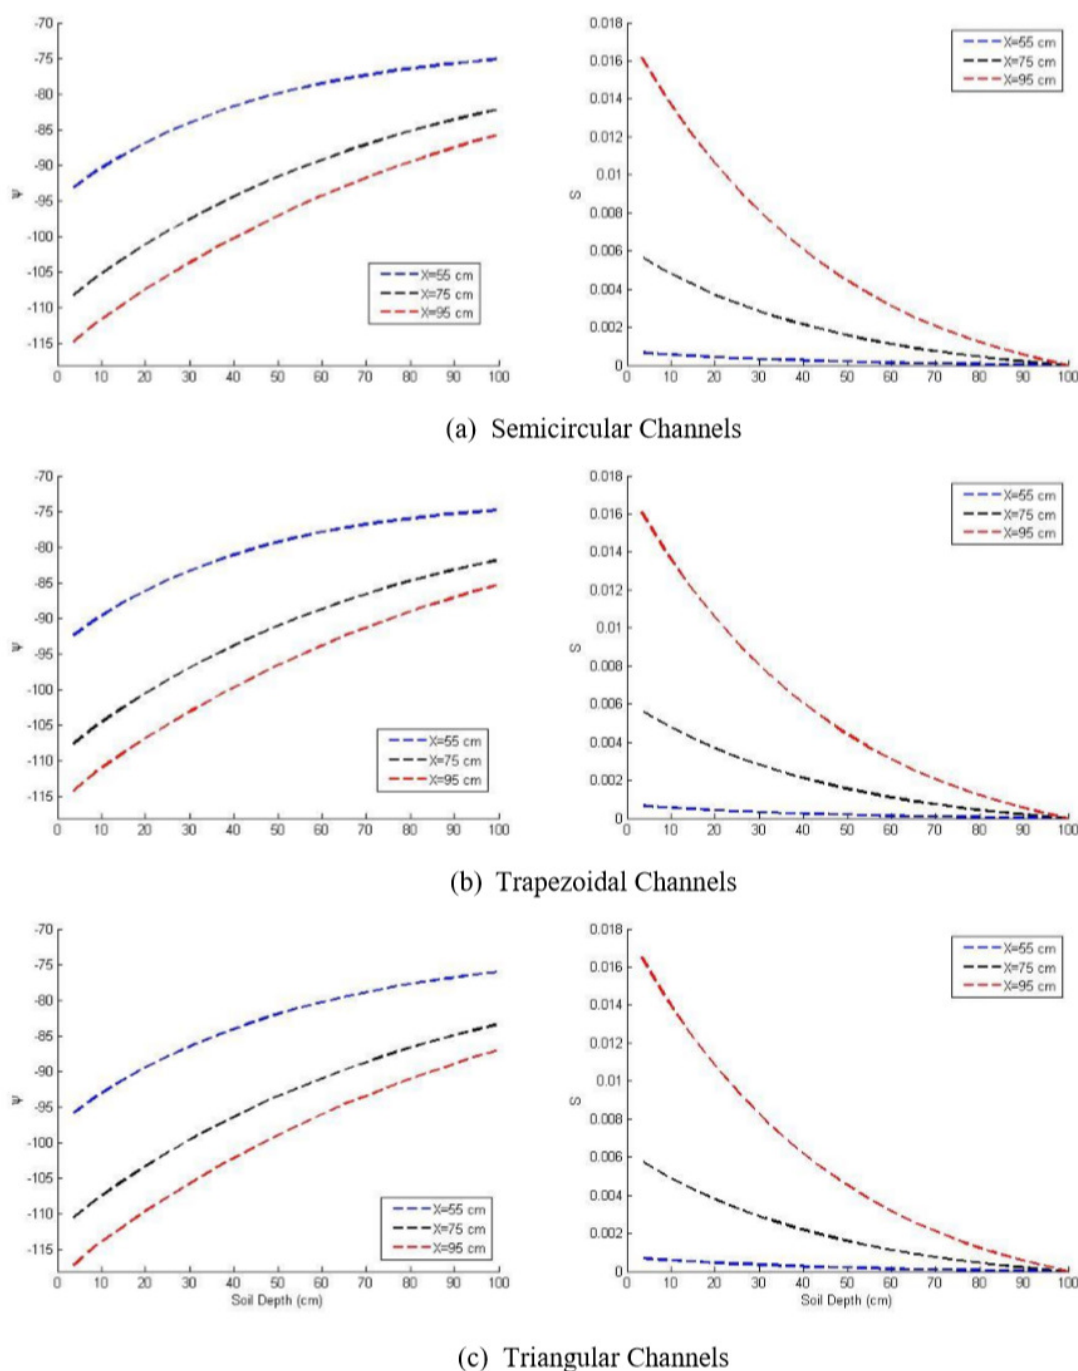 -70
-75
-80
-85
-90
-95
-100
-105
-110
-115
Ψ
0 10 20 30 40 50 60 70 80 90 100
X=55 cm
X=75 cm
X=95 cm
0.018
0.016
0.014
0.012
0.01
0.008
0.006
0.004
0.002
0
S
0 10 20 30 40 50 60 70 80 90 100
X=55 cm
X=75 cm
X=95 cm
(a) Semicircular Channels
-70
-75
-80
-85
-90
-95
-100
-105
-110
-115
Ψ
0 10 20 30 40 50 60 70 80 90 100
X=55 cm
X=75 cm
X=95 cm
0.018
0.016
0.014
0.012
0.01
0.008
0.006
0.004
0.002
0
S
0 10 20 30 40 50 60 70 80 90 100
X=55 cm
X=75 cm
X=95 cm
(b) Trapezoidal Channels
-70
-75
-80
-85
-90
-95
-100
-105
-110
-115
Ψ
0 10 20 30 40 50 60 70 80 90 100
Soil Depth (cm)
X=55 cm
X=75 cm
X=95 cm
0.018
0.016
0.014
0.012
0.01
0.008
0.006
0.004
0.002
0
S
0 10 20 30 40 50 60 70 80 90 100
Soil Depth (cm)
X=55 cm
X=75 cm
X=95 cm
(c) Triangular Channels